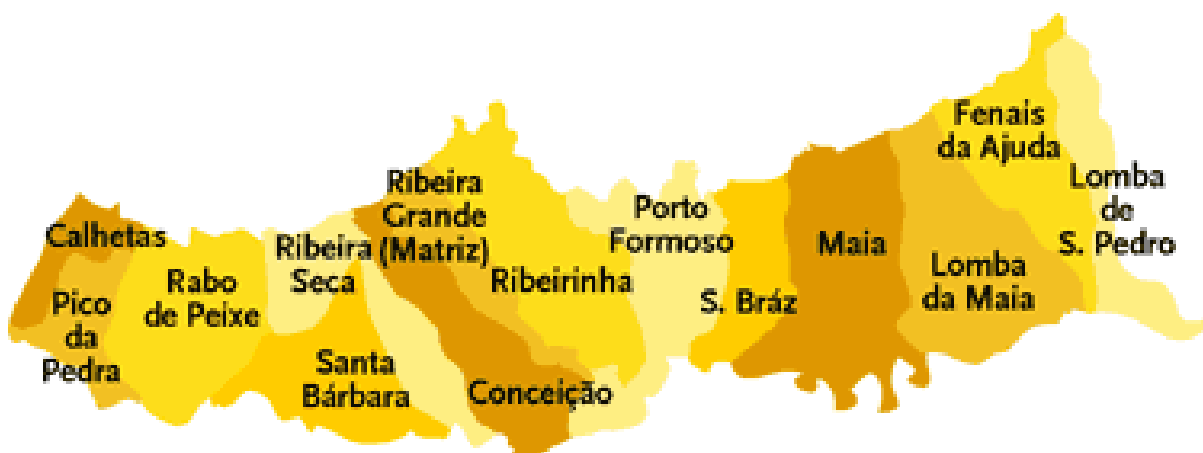 Calhetas
Pico
da
Pedra
Rabo
de Peixe
Ribeira
Seca
Santa
Bárbara
Ribeira
Grande
(Matriz)
Conceição
Ribeirinha
Porto
Formoso
S. Bráz
Maia
Lomba
da Maia
Fenais
da Ajuda
Lomba
de
S. Pedro